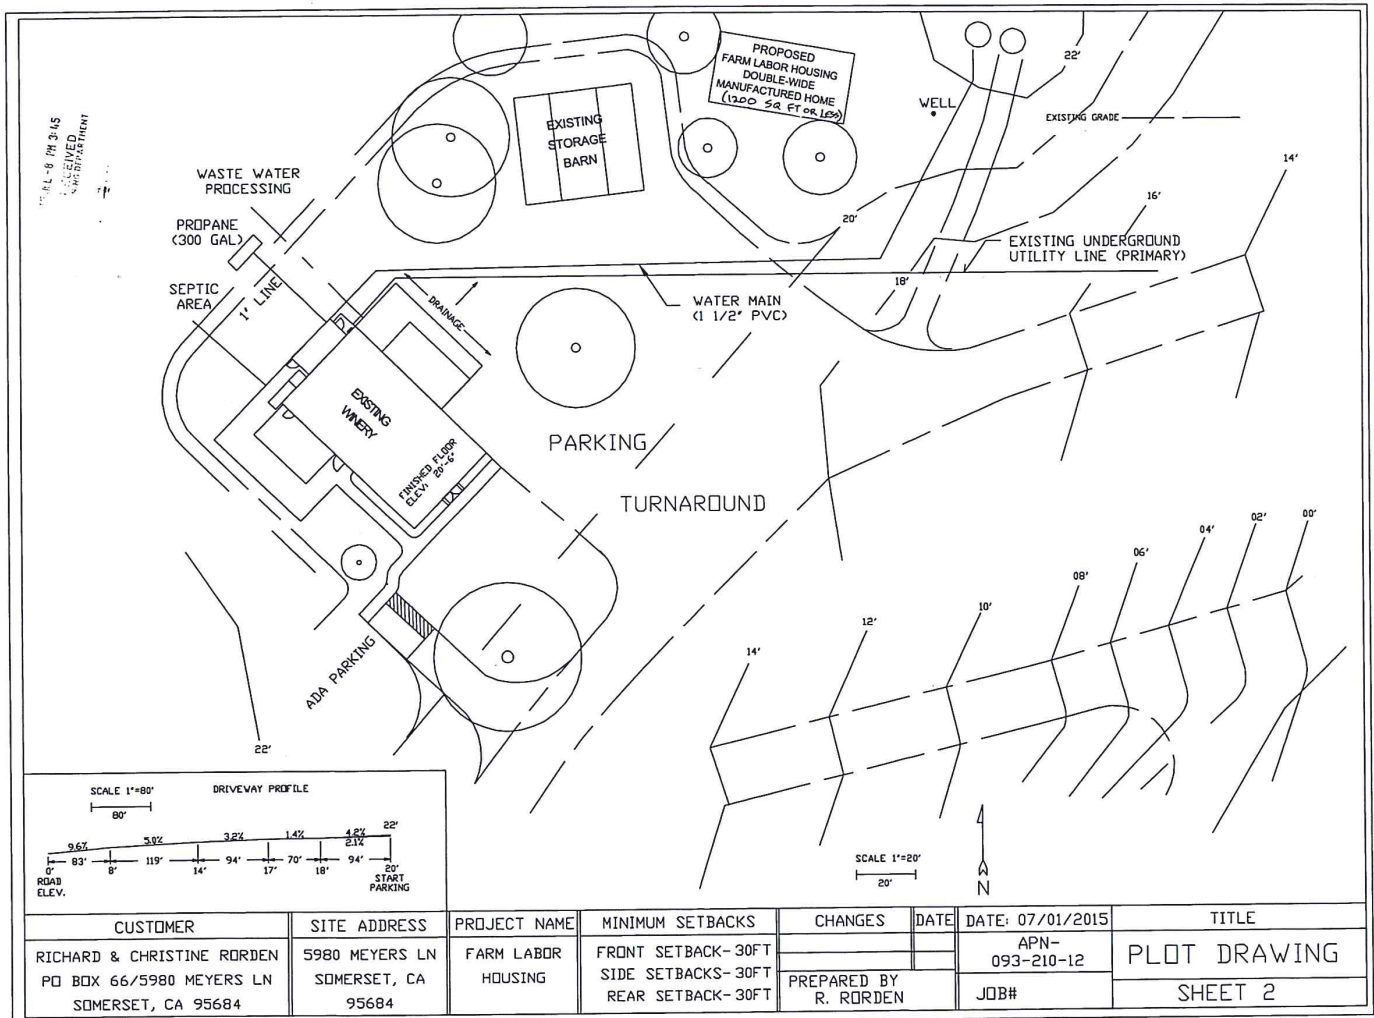 PM 3:45
RECEIVED
DEPARTMENT
PROPOSED
FARM LABOR HOUSING
DOUBLE-WIDE
MANUFACTURED HOME
(1200 SQ FT OR LESS)
22'
WELL
EXISTING GRADE
14'
EXISTING
STORAGE
BARN
WASTE WATER
PROCESSING
PROPANE
(300 GAL)
SEPTIC
AREA
1" LINE
DRAINAGE
20'
16'
EXISTING UNDERGROUND
UTILITY LINE (PRIMARY)
18'
WATER MAIN
(1 1/2" PVC)
EXISTING
WINERY
FINISHED FLOOR
ELEV: 20'-6"
PARKING
TURNAROUND
ADA PARKING
22'
14'
12'
10'
08'
06'
04'
02'
00'
SCALE 1"=80'
80'
DRIVEWAY PROFILE
9.6% 5.0% 3.2% 1.4% 4.2% 22'
2.1%
83' 119' 94' 70' 94'
0' 8' 14' 17' 18' 20'
ROAD
ELEV.
START
PARKING
SCALE 1"=20'
20'
N
CUSTOMER
RICHARD & CHRISTINE RORDEN
PO BOX 66/5980 MEYERS LN
SOMERSET, CA 95684
SITE ADDRESS
5980 MEYERS LN
SOMERSET, CA
95684
PROJECT NAME
FARM LABOR
HOUSING
MINIMUM SETBACKS
FRONT SETBACK-30FT
SIDE SETBACKS-30FT
REAR SETBACK-30FT
CHANGES
DATE
PREPARED BY
R. RORDEN
DATE: 07/01/2015
APN-
093-210-12
JOB#
TITLE
PLOT DRAWING
SHEET 2